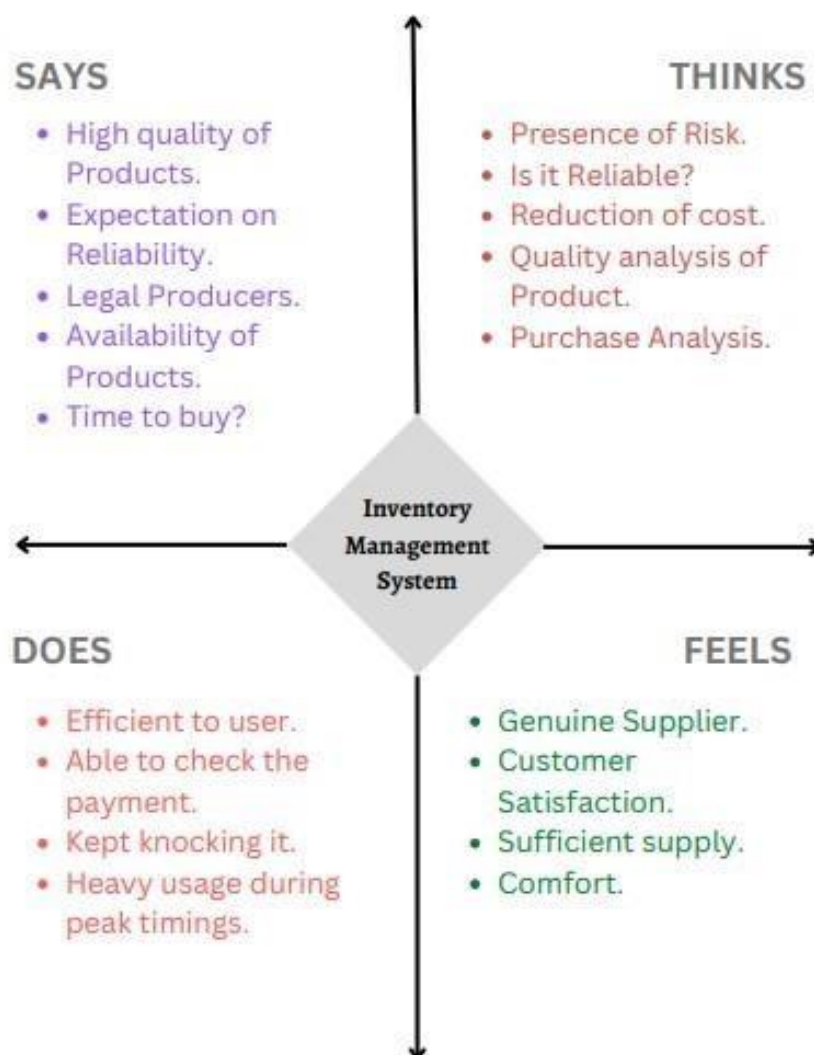 SAYS
• High quality of
Products.
• Expectation on
Reliability.
• Legal Producers.
• Availability of
Products.
• Time to buy?
THINKS
• Presence of Risk.
• Is it Reliable?
• Reduction of cost.
• Quality analysis of
Product.
• Purchase Analysis.
Inventory
Management
System
DOES
• Efficient to user.
• Able to check the
payment.
• Kept knocking it.
• Heavy usage during
peak timings.
FEELS
• Genuine Supplier.
• Customer
Satisfaction.
• Sufficient supply.
• Comfort.